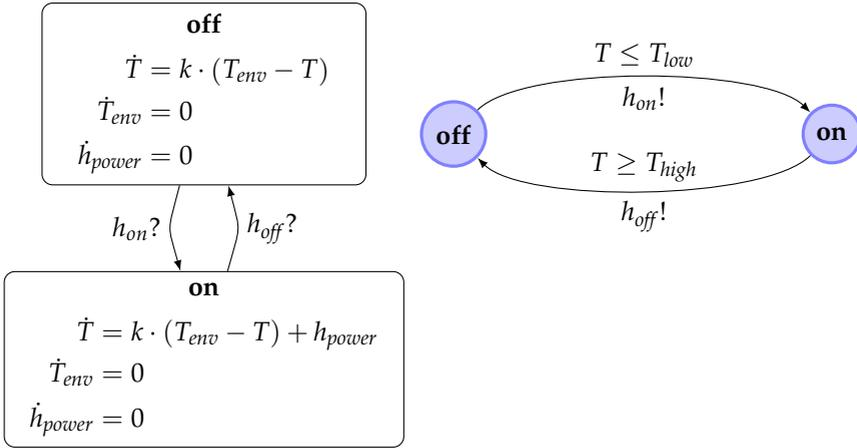 off
Ṫ = k · (T_env − T)
Ṫ_env = 0
ḣ_power = 0
h_on?
h_off?
on
Ṫ = k · (T_env − T) + h_power
Ṫ_env = 0
ḣ_power = 0
T ≤ T_low
h_on!
off
on
T ≥ T_high
h_off!